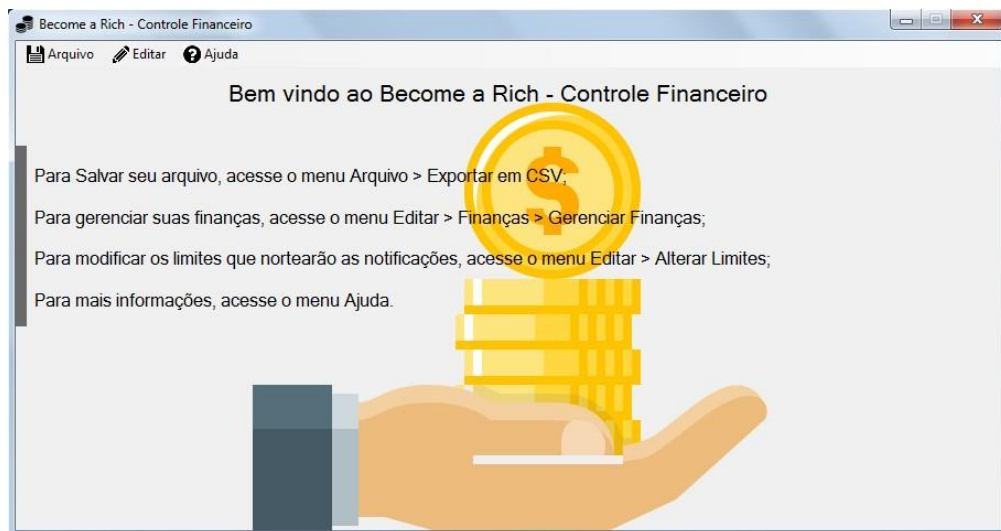 Become a Rich - Controle Financeiro
Arquivo Editar Ajuda
Bem vindo ao Become a Rich - Controle Financeiro
Para Salvar seu arquivo, acesse o menu Arquivo > Exportar em CSV;
Para gerenciar suas finanças, acesse o menu Editar > Finanças > Gerenciar Finanças;
Para modificar os limites que nortearão as notificações, acesse o menu Editar > Alterar Limites;
Para mais informações, acesse o menu Ajuda.